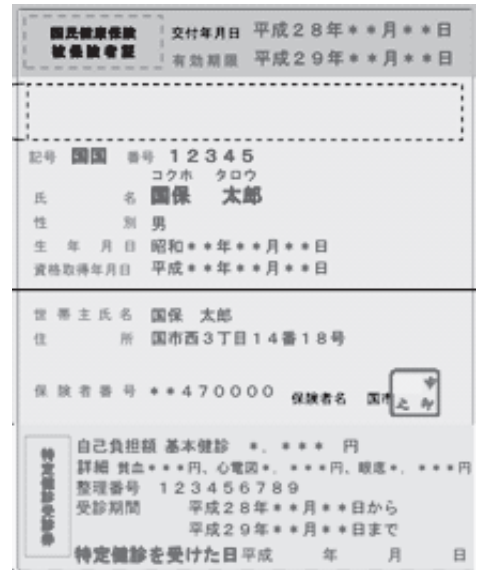 国民健康保険 交付年月日 平成28年**月**日
被保険者証 有効期限 平成29年**月**日
記号 国国 番号 12345
コクホ タロウ
氏名 国保 太郎
性別 男
生年月日 昭和**年**月**日
資格取得年月日 平成**年**月**日
世帯主氏名 国保 太郎
住所 国市西3丁目14番18号
保険者番号 **470000 保険者名 国市
特定健診受診券
自己負担額 基本健診 *,*** 円
詳細 貧血***円、心電図*,***円、眼底*,***円
整理番号 123456789
受診期間 平成28年**月**日から
平成29年**月**日まで
特定健診を受けた日 平成 年 月 日